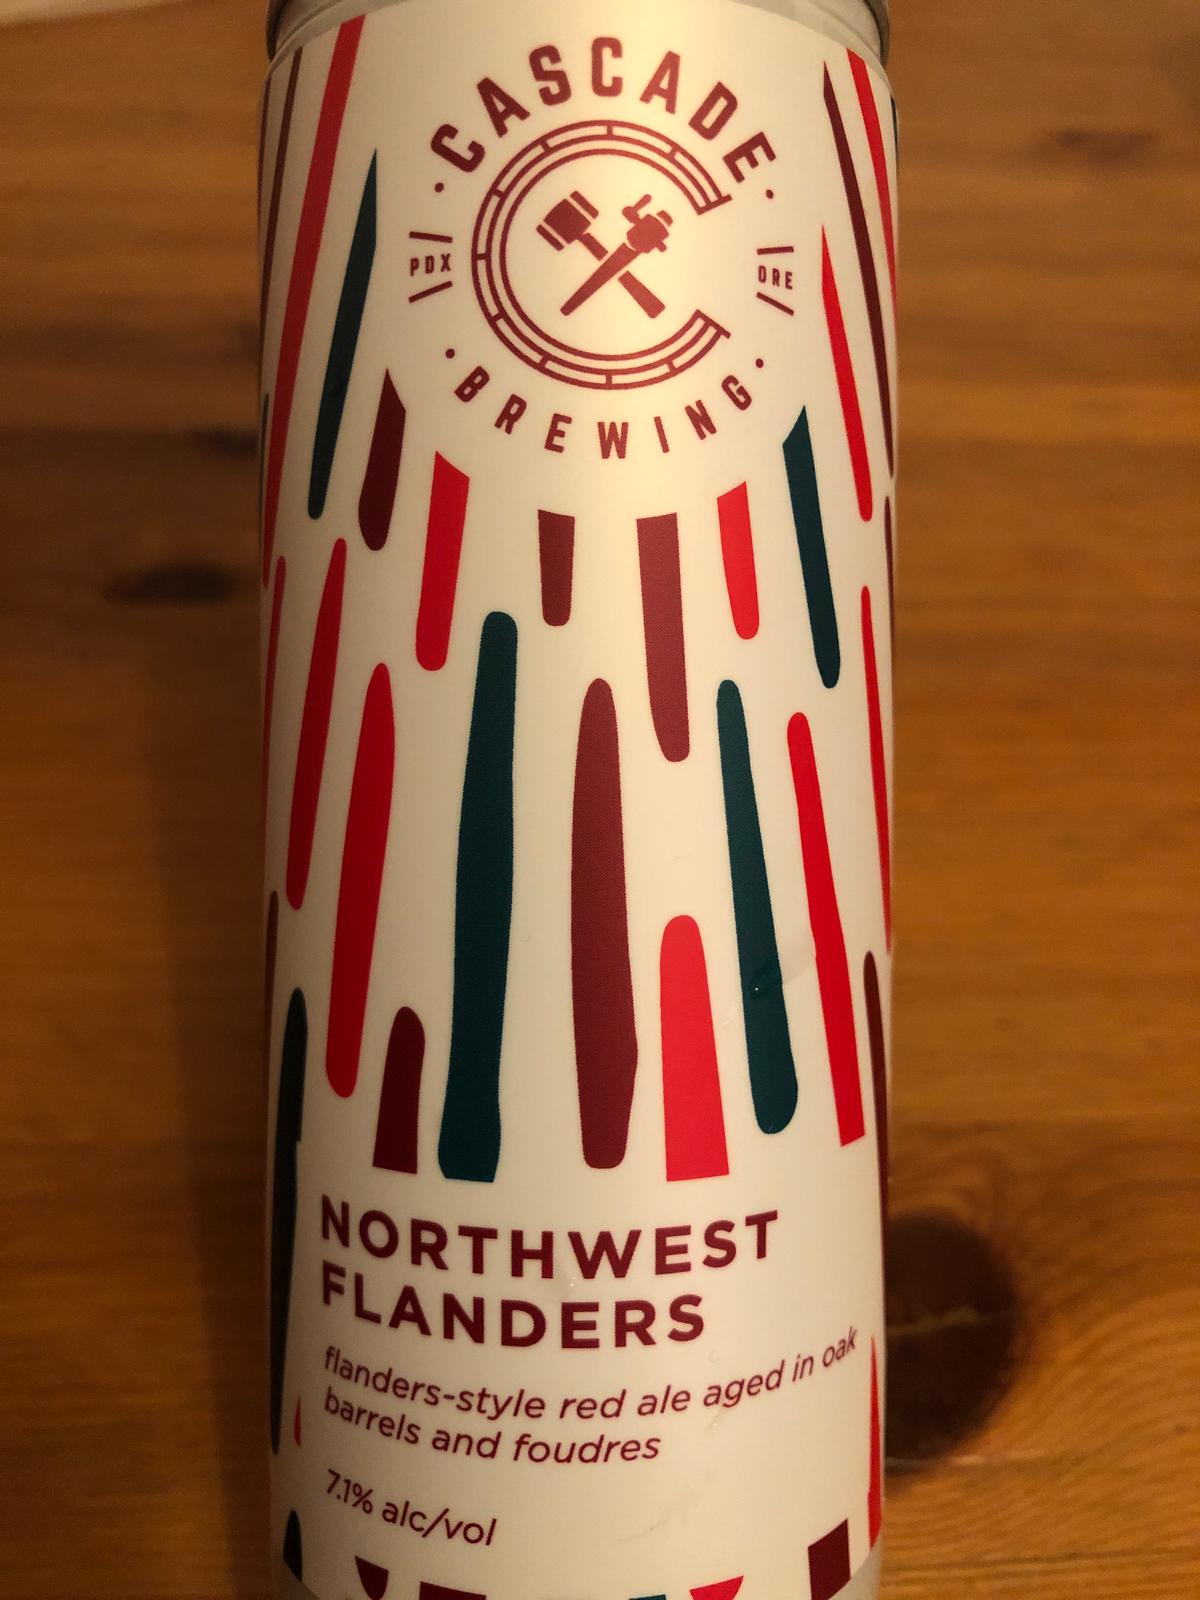 CASCADE
PDX
ORE
BREWING
NORTHWEST
FLANDERS
flanders-style red ale aged in oak
barrels and foudres
7.1% alc/vol